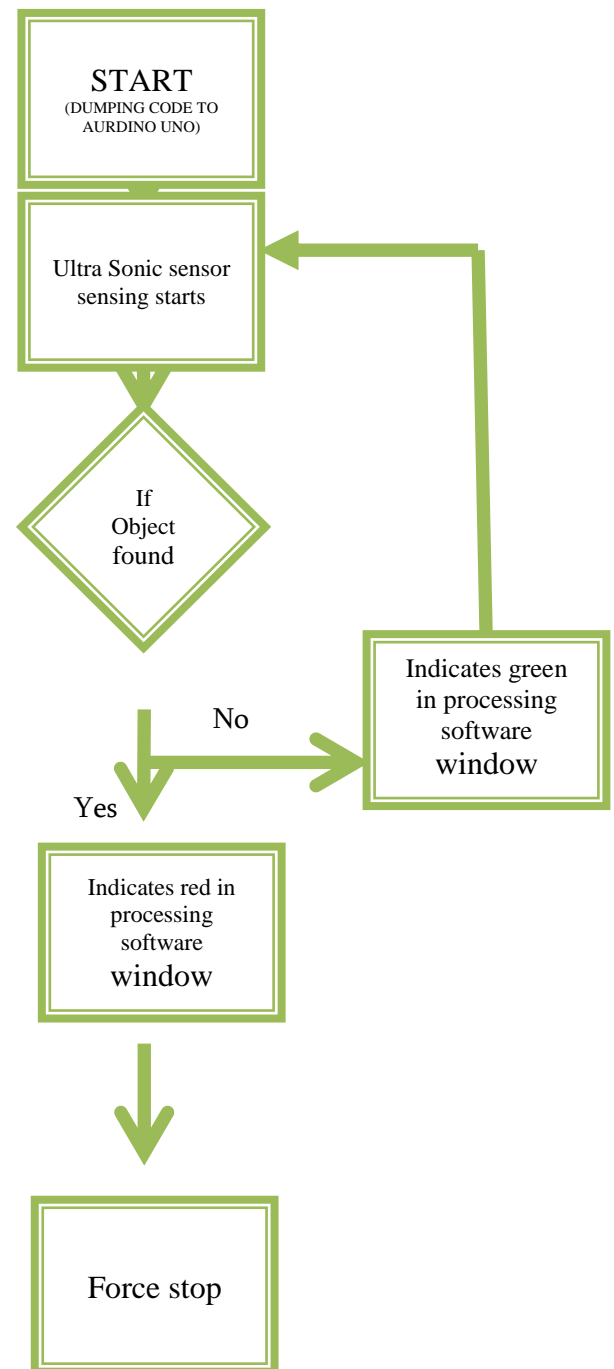 START
(DUMPING CODE TO
AURDINO UNO)
Ultra Sonic sensor
sensing starts
If
Object
found
Indicates green
in processing
software
window
No
Yes
Indicates red in
processing
software
window
Force stop